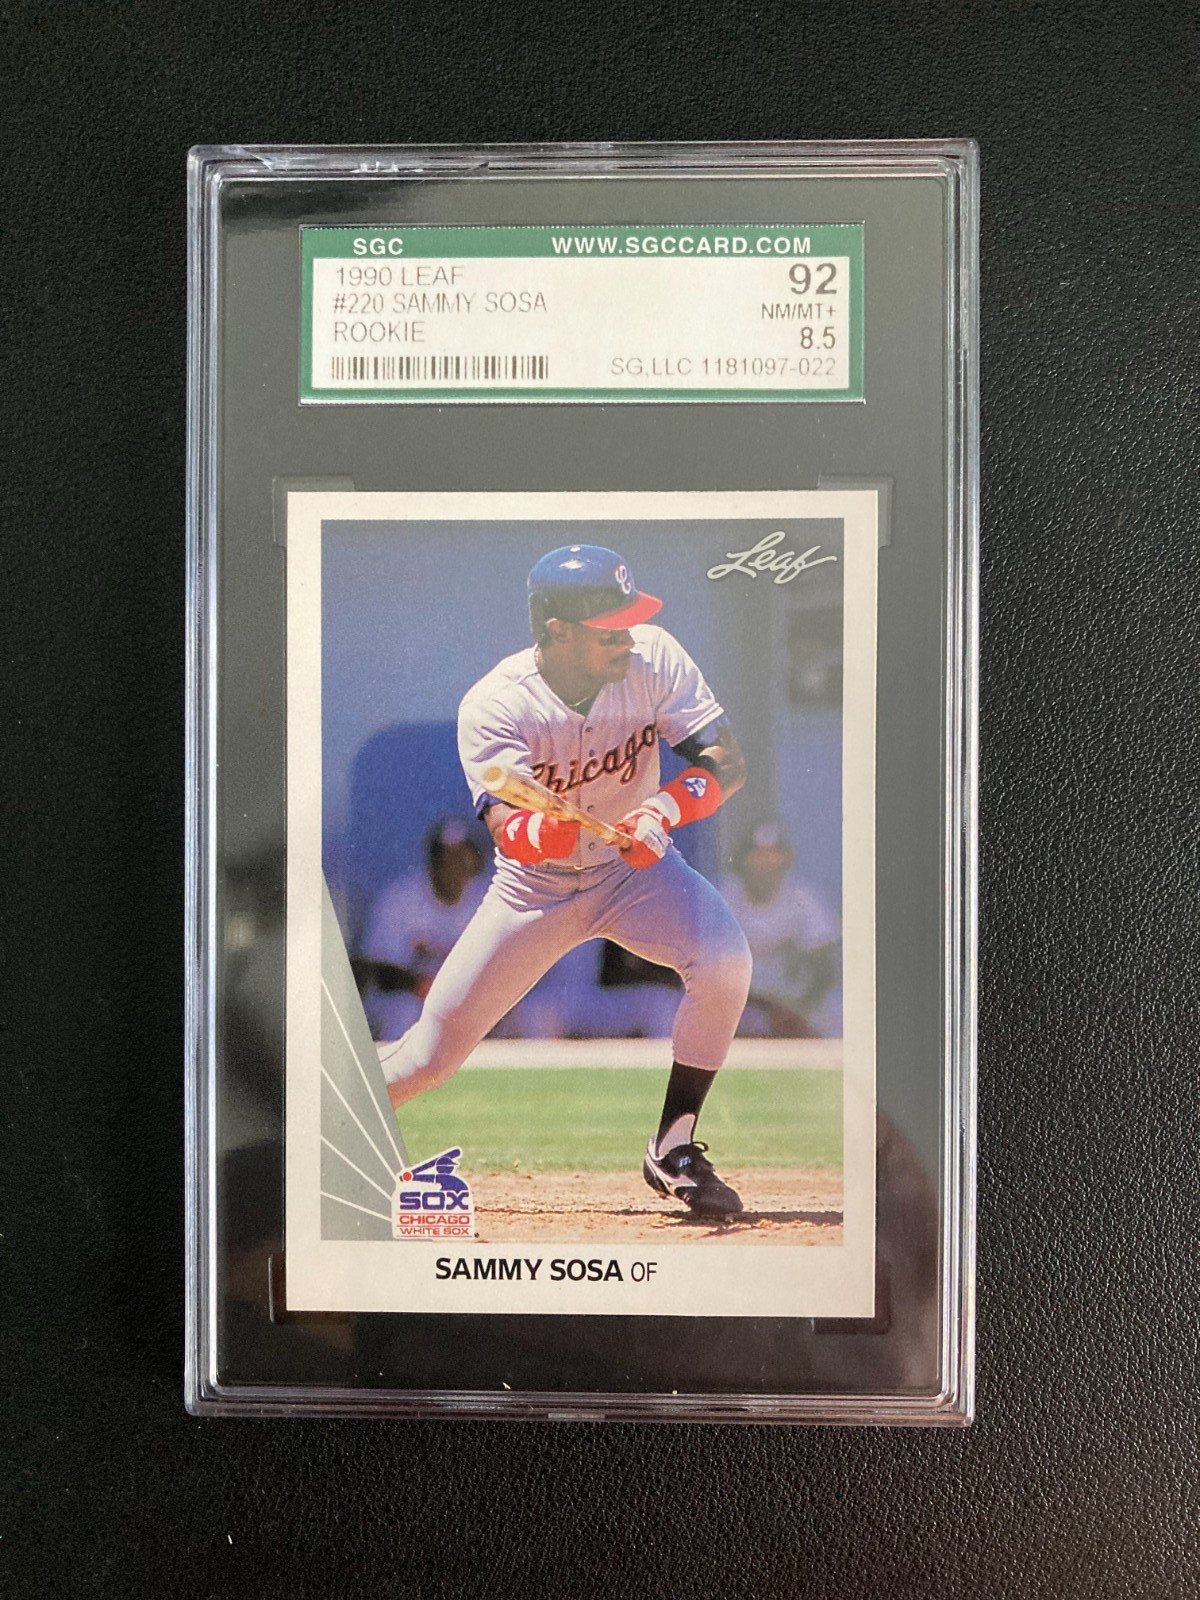 SGC WWW.SGCCARD.COM
1990 LEAF 92
#220 SAMMY SOSA NM/MT+
ROOKIE 8.5
SG,LLC 1181097-022
Leaf
C
Chicago
SOX
CHICAGO
WHITE SOX
SAMMY SOSA OF